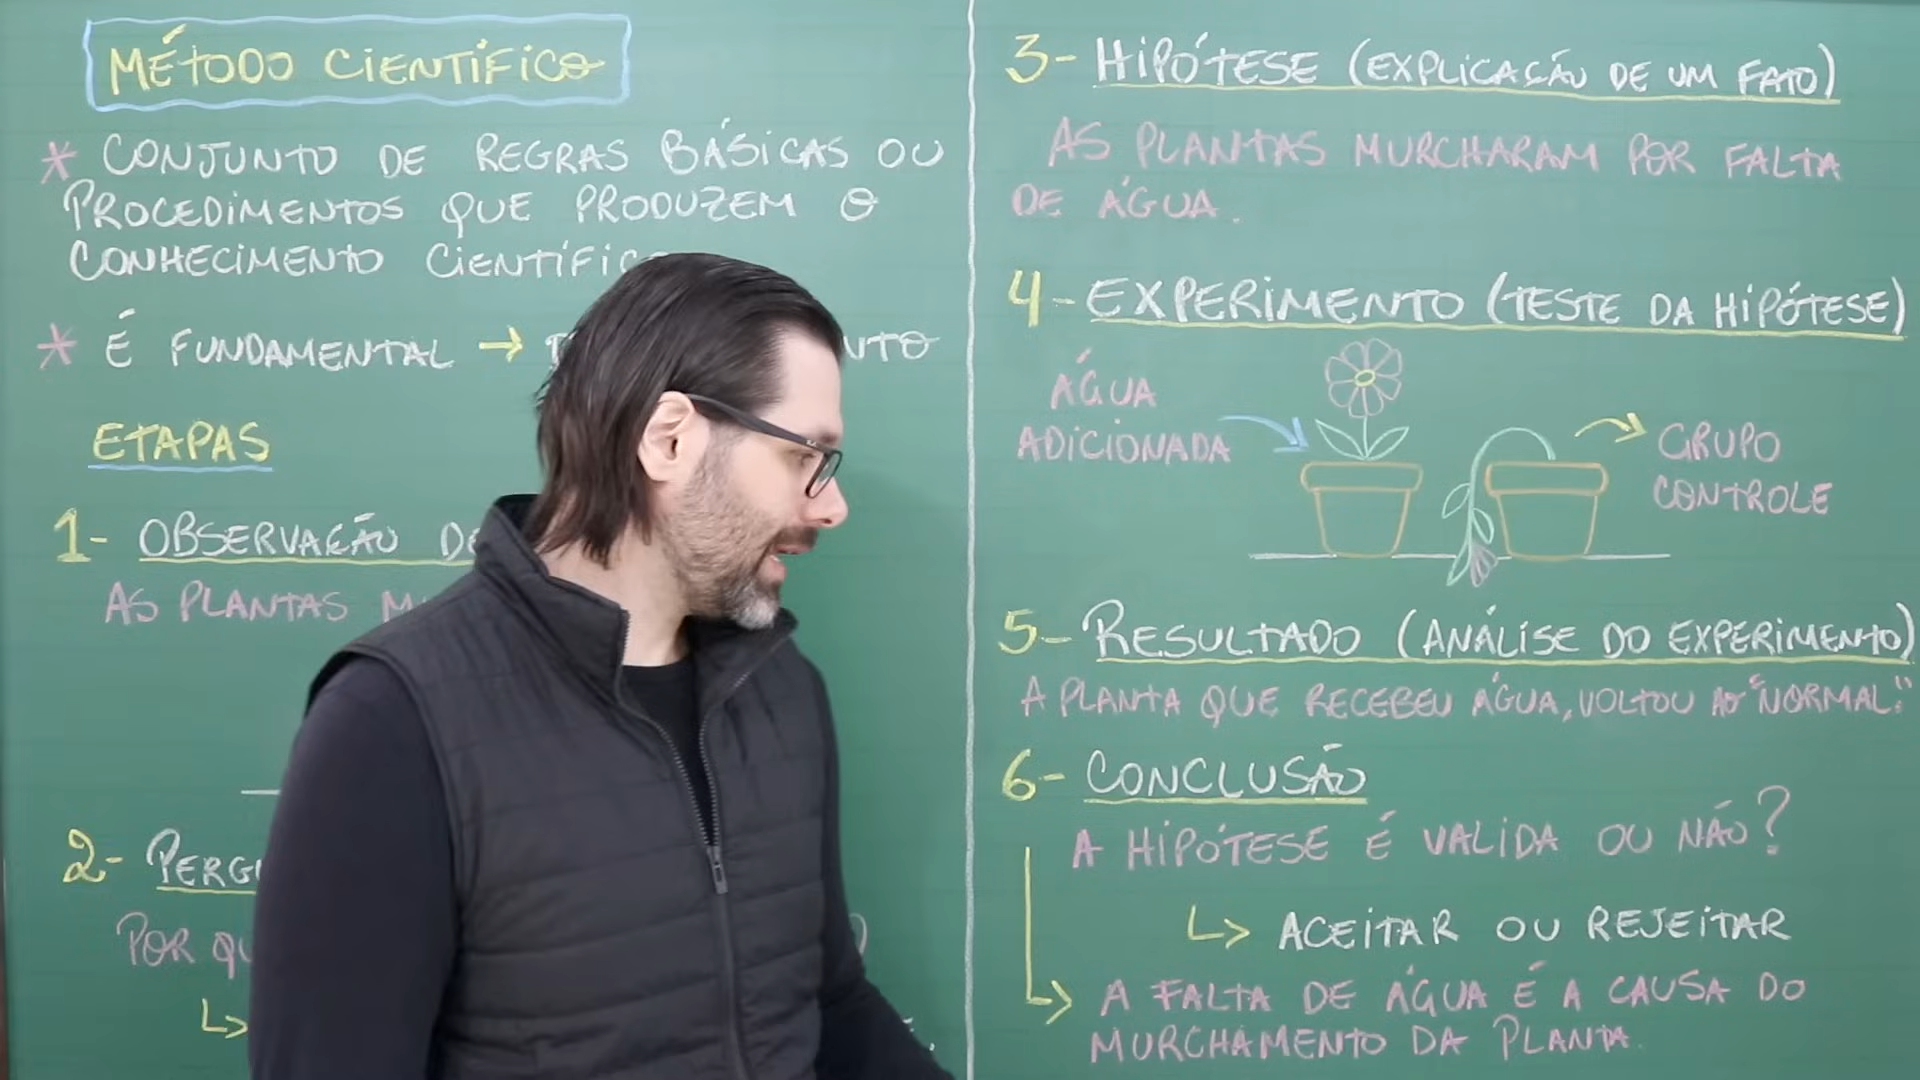 MÉTODO CIENTÍFICO
* CONJUNTO DE REGRAS BÁSICAS OU
PROCEDIMENTOS QUE PRODUZEM O
CONHECIMENTO
* É FUNDAMENTAL →
ETAPAS
1- OBSERVAÇÃO
AS PLANTAS
2-
POR
↳
3- HIPÓTESE (EXPLICAÇÃO DE UM FATO)
AS PLANTAS MURCHARAM POR FALTA
DE ÁGUA.
4- EXPERIMENTO (TESTE DA HIPÓTESE)
ÁGUA
ADICIONADA
GRUPO
CONTROLE
5- RESULTADO (ANÁLISE DO EXPERIMENTO)
A PLANTA QUE RECEBEU ÁGUA, VOLTOU AO "NORMAL."
6- CONCLUSÃO
A HIPÓTESE É VALIDA OU NÃO?
↳ ACEITAR OU REJEITAR
A FALTA DE ÁGUA É A CAUSA DO
MURCHAMENTO DA PLANTA.